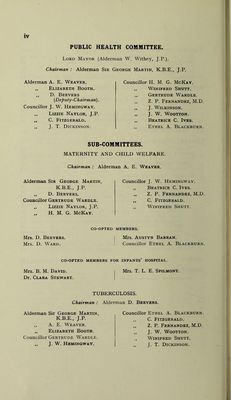 iv
PUBLIC HEALTH COMMITTEE.
Lord Mayor (Alderman W. Withey, J.P.).
Chairman : Alderman Sir George Martin, K.B.E., J.P.
Alderman A. E. Weaver.
,, Elizabeth Booth.
,, D. Beevers
(Deputy-Chairman).
Councillor J. W. Hemingway.
,, Lizzie Naylor, J.P.
,, C. Fitzgerald.
,, J. T. Dickinson.
Councillor H. G. McKay.
,, Winifred Shutt.
,, Gertrude Wardle.
,, Z. P. Fernandez, M.D.
,, J. Wilkinson.
,, J. W. Wootton.
,, Beatrice C. Ives.
,, Ethel A. Blackburn.
SUB-COMMITTEES.
MATERNITY AND CHILD WELFARE.
Chairman : Alderman A. E. Weaver.
Alderman Sir George Martin,
K.B.E., J.P.
,, D. Beevers.
Councillor Gertrude Wardle.
,, Lizzie Naylor, J.P.
,, H. M. G. McKay.
Councillor J. W. Hemingway.
,, Beatrice C. Ives.
,, Z. P. Fernandez, M.D.
,, C. Fitzgerald.
,, Winifred Shutt.
CO-OPTED MEMBERS.
Mrs. D. Beevers.
Mrs. D. Ward.
Mrs. Austyn Barran.
Councillor Ethel A. Blackburn.
CO-OPTED MEMBERS FOR INFANTS' HOSPITAL.
Mrs. B. M. David.
Dr. Clara Stewart.
Mrs. T. L. E. Spilmont.
TUBERCULOSIS.
Chairman : Alderman D. Beevers.
Alderman Sir George Martin,
K.B.E., J.P.
,, A. E. Weaver.
,, Elizabeth Booth.
Councillor Gertrude Wardle.
,, J. W. Hemingway.
Councillor Ethel A. Blackburn.
,, C. Fitzgerald.
,, Z. P. Fernandez, M.D.
,, J. W. Wootton.
,, Winifred Shutt.
,, J. T. Dickinson.